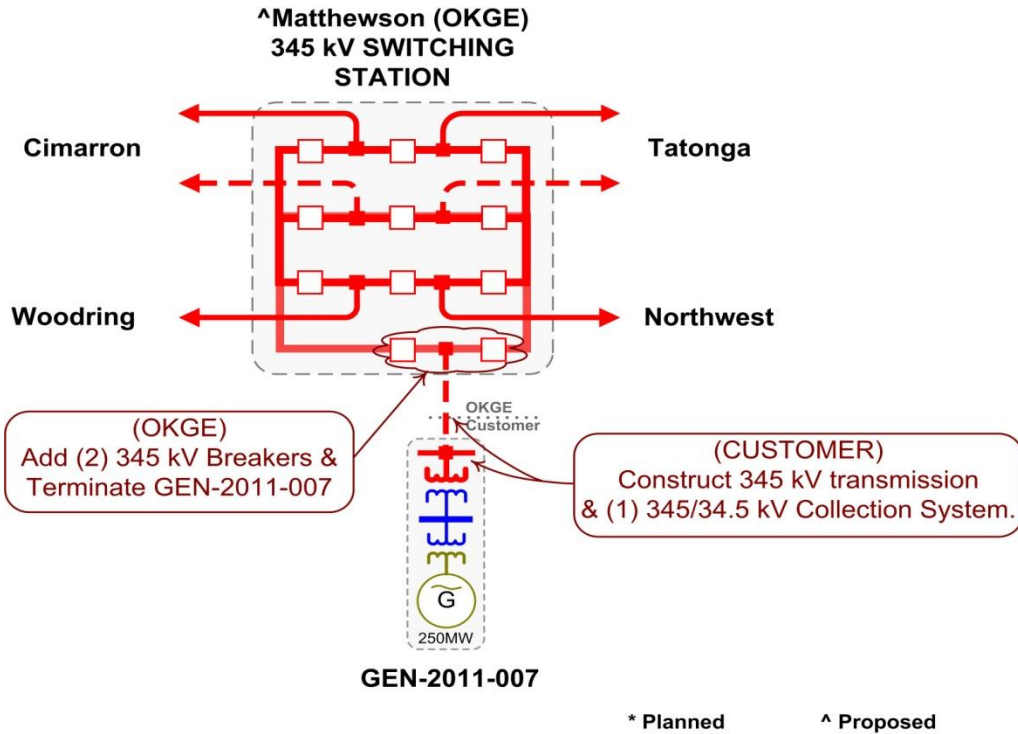 ^Matthewson (OKGE)
345 kV SWITCHING
STATION
Cimarron
Tatonga
Woodring
Northwest
OKGE
Customer
(OKGE)
Add (2) 345 kV Breakers &
Terminate GEN-2011-007
(CUSTOMER)
Construct 345 kV transmission
& (1) 345/34.5 kV Collection System.
G
250MW
GEN-2011-007
* Planned ^ Proposed